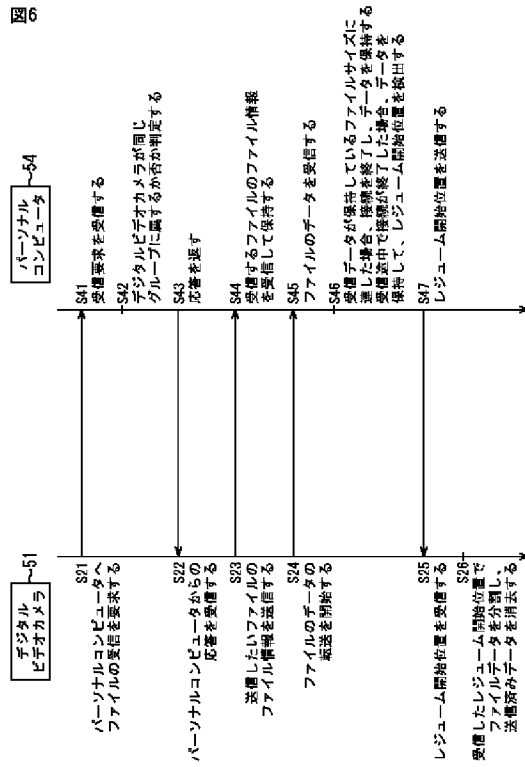 図6
デジタル
ビデオカメラ
～51
パーソナル
コンピュータ
～54
S21
パーソナルコンピュータへ
ファイルの受信を要求する
S41
受信要求を受信する
S42
デジタルビデオカメラが同じ
グループに属するか否か判定する
S43
応答を返す
S22
パーソナルコンピュータからの
応答を受信する
S23
送信したいファイルの
ファイル情報を送信する
S44
受信するファイルのファイル情報
を受信して保持する
S24
ファイルのデータの
転送を開始する
S45
ファイルのデータを受信する
S46
受信データが保持しているファイルサイズに
達した場合、接続を終了し、データを保持する
受信途中で接続が終了した場合、データを
保持して、レジューム開始位置を検出する
S47
レジューム開始位置を送信する
S25
レジューム開始位置を受信する
S26
受信したレジューム開始位置で
ファイルデータを分割し、
送信済みデータを消去する